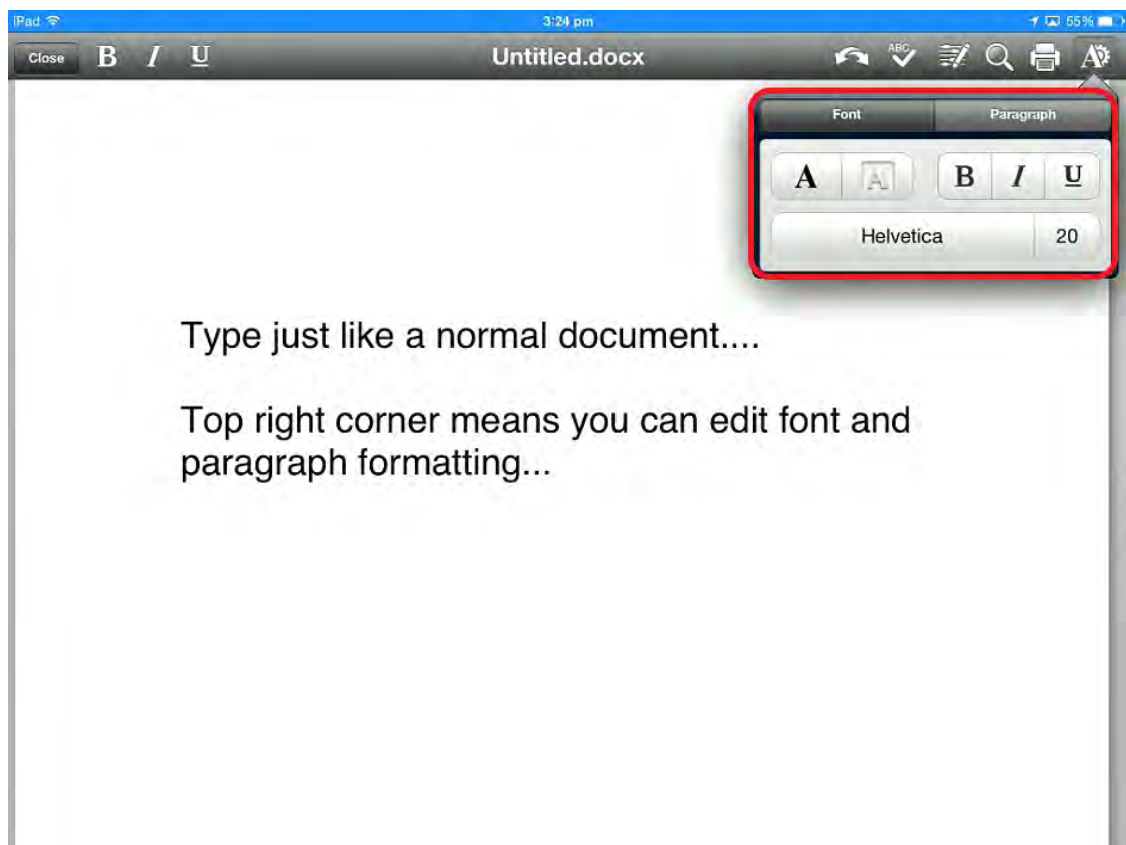 iPad 3:24 pm 55%
Close B I U Untitled.docx ABC A
Font Paragraph
A A B I U
Helvetica 20
Type just like a normal document....
Top right corner means you can edit font and
paragraph formatting...